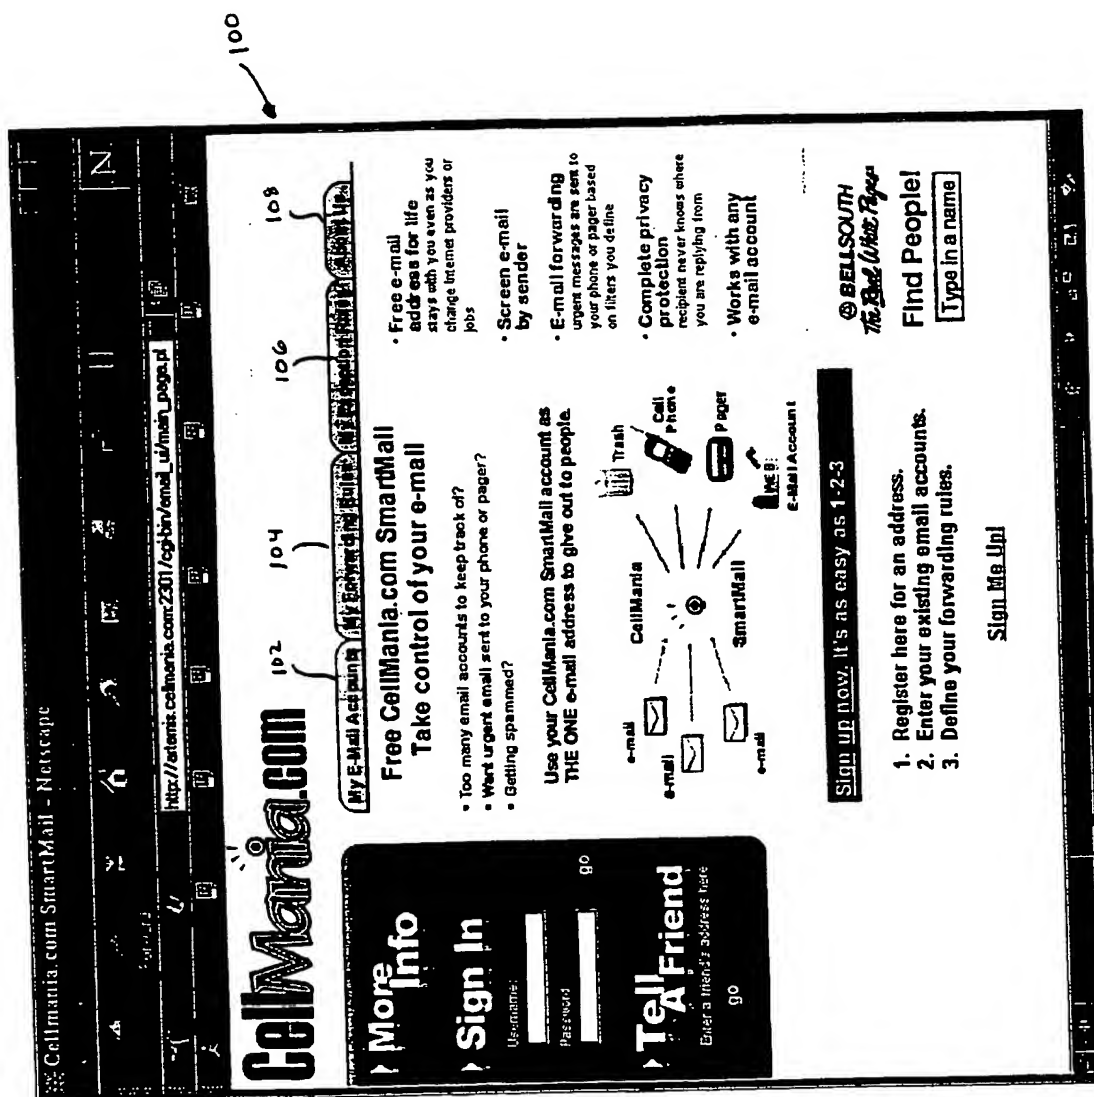 100
Cellmania.com SmartMail - Netscape
N
http://artemis.cellmania.com:2301/cgi-bin/email_ui/main_page.pl
CellMania.com
102
104
106
108
My E-Mail Accounts
My Forwarding Rules
About Us
More Info
Sign In
Username:
Password
go
Tell A Friend
Enter a friend's address here
go
Free CellMania.com SmartMail
Take control of your e-mail
• Too many email accounts to keep track of?
• Want urgent email sent to your phone or pager?
• Getting spammed?
Use your CellMania.com SmartMail account as
THE ONE e-mail address to give out to people.
e-mail
e-mail
e-mail
CellMania
SmartMail
Trash
Cell
Phone
Pager
WEB
E-Mail Account
Sign up now. It's as easy as 1-2-3
1. Register here for an address.
2. Enter your existing email accounts.
3. Define your forwarding rules.
Sign Me Up!
• Free e-mail
address for life
stays with you even as you
change Internet providers or
jobs
• Screen e-mail
by sender
• E-mail forwarding
urgent messages are sent to
your phone or pager based
on filters you define
• Complete privacy
protection
recipient never knows where
you are replying from
• Works with any
e-mail account
BELLSOUTH
The Real White Pages
Find People!
Type in a name